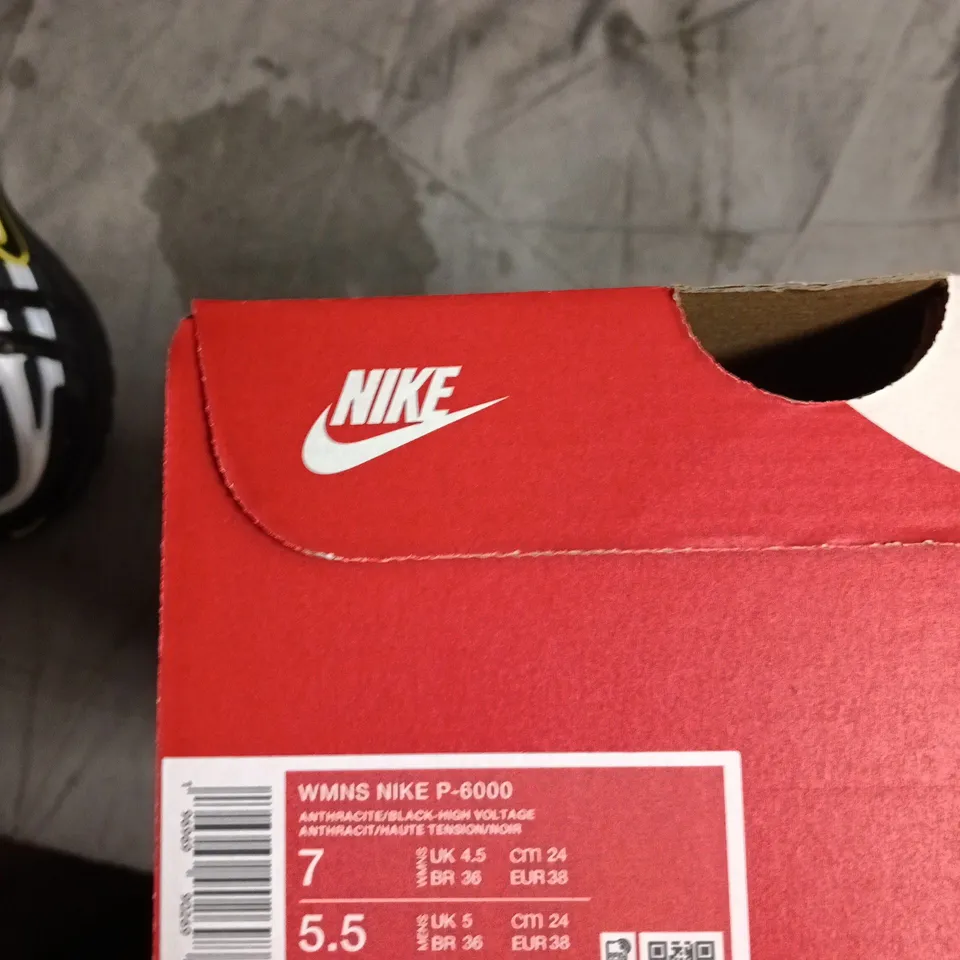 NIKE
WMNS NIKE P-6000
ANTHRACITE/BLACK-HIGH VOLTAGE
ANTHRACIT/HAUTE TENSION/NOIR
7 WMNS UK 4.5 CM 24
BR 36 EUR 38
5.5 MENS UK 5 CM 24
BR 36 EUR 38